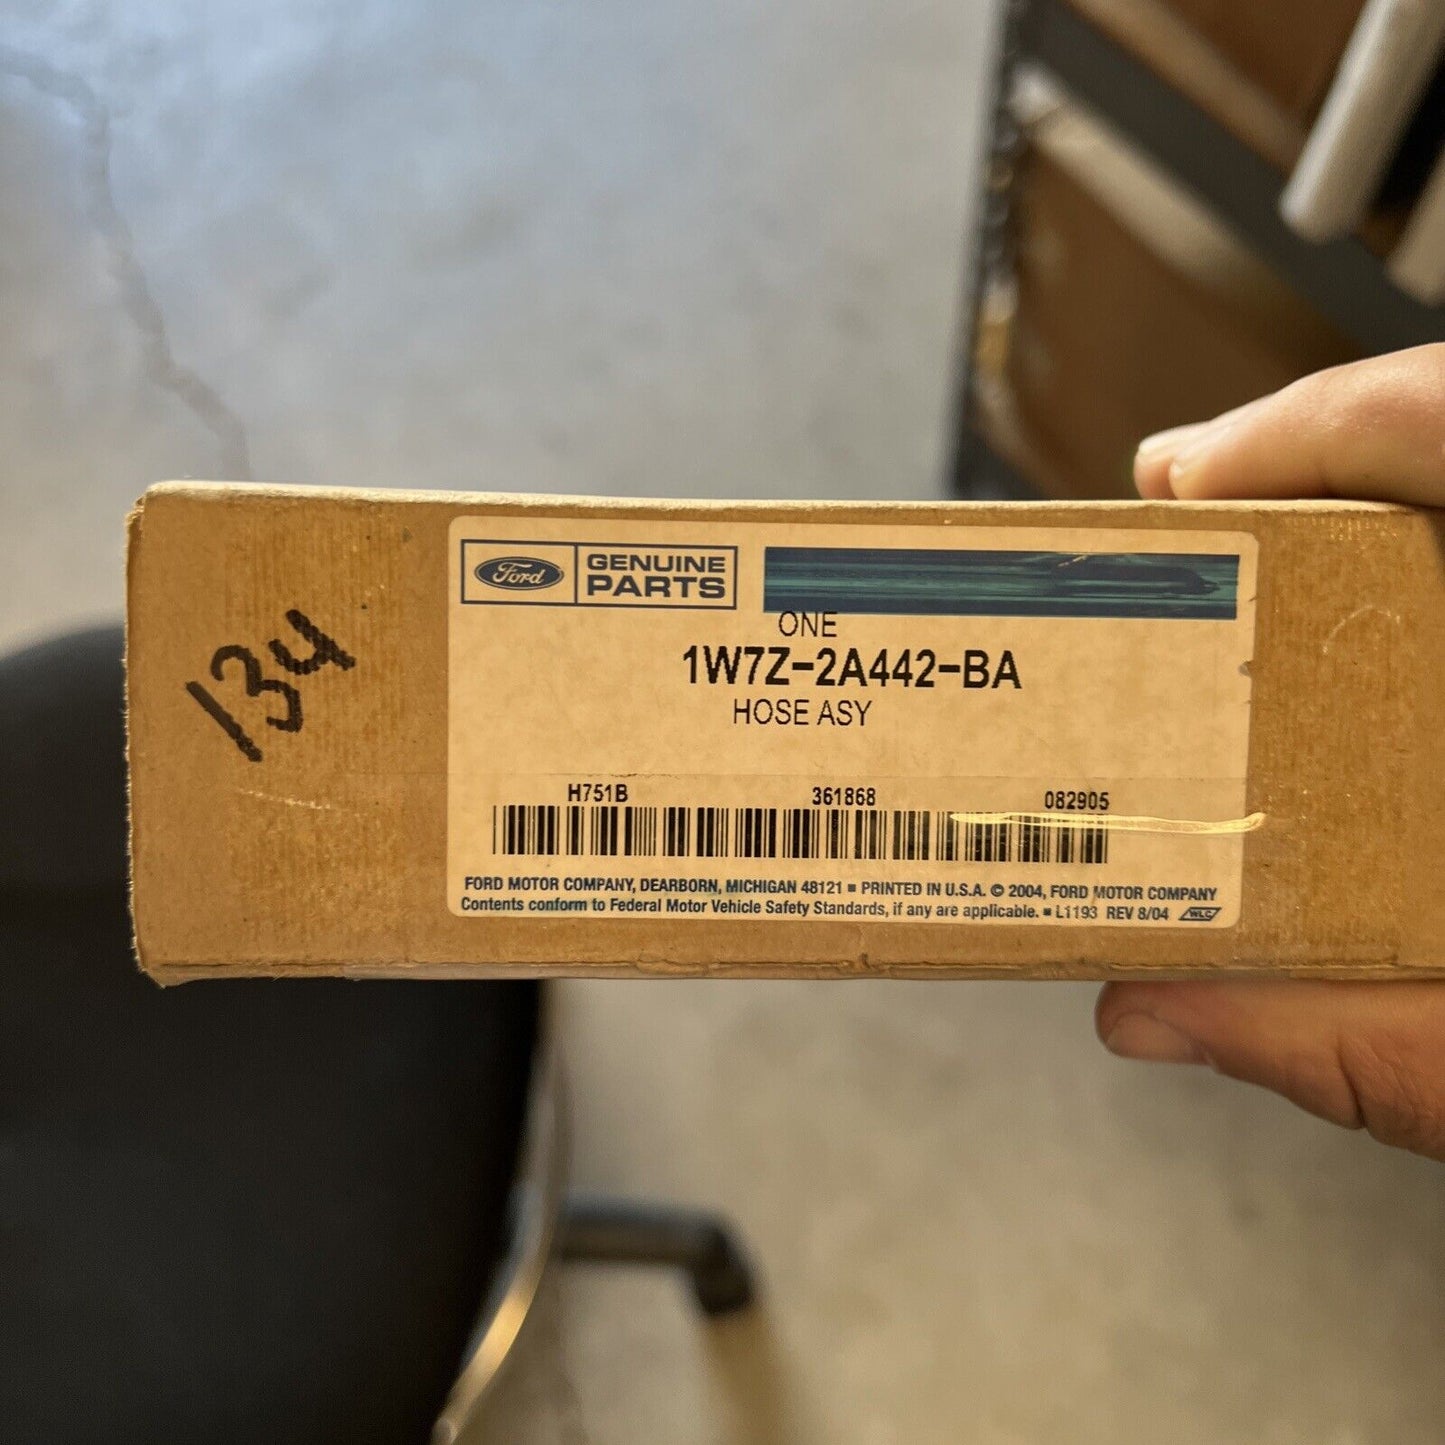 134
Ford
GENUINE
PARTS
ONE
1W7Z-2A442-BA
HOSE ASY
H751B 361868 082905
FORD MOTOR COMPANY, DEARBORN, MICHIGAN 48121 ■ PRINTED IN U.S.A. © 2004, FORD MOTOR COMPANY
Contents conform to Federal Motor Vehicle Safety Standards, if any are applicable. ■ L1193 REV 8/04 WLC